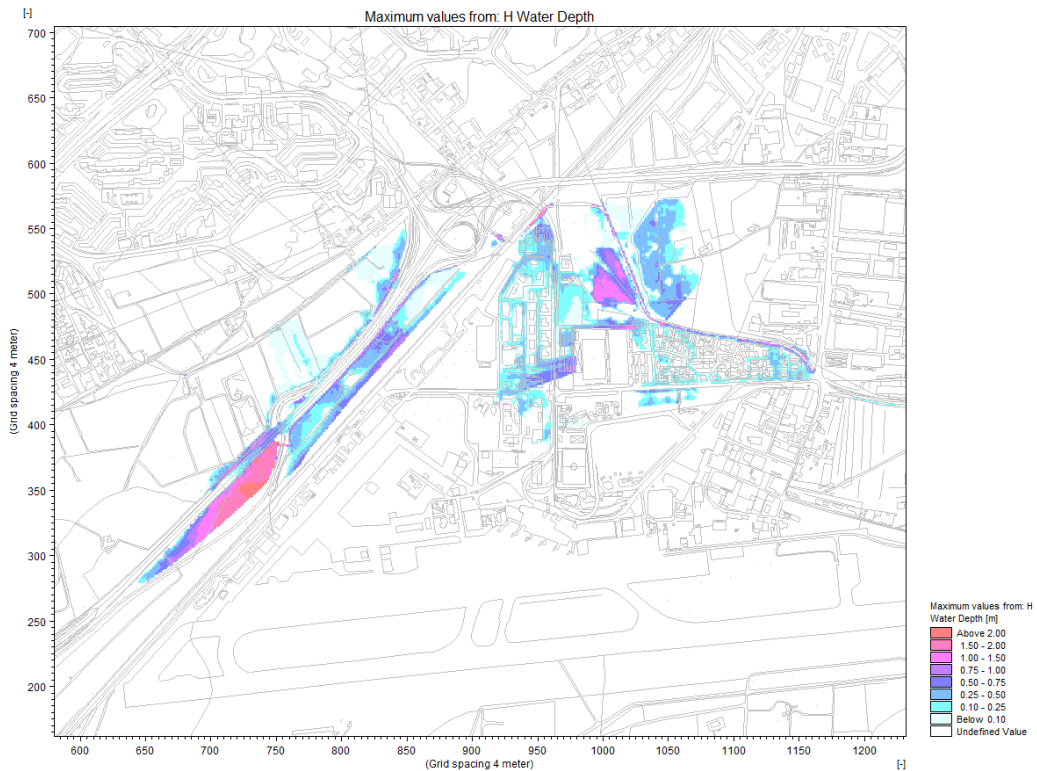 [-]
Maximum values from: H Water Depth
700
650
600
550
500
450
400
350
300
250
200
(Grid spacing 4 meter)
600 650 700 750 800 850 900 950 1000 1050 1100 1150 1200
(Grid spacing 4 meter) [-]
Maximum values from: H
Water Depth [m]
Above 2.00
1.50 - 2.00
1.00 - 1.50
0.75 - 1.00
0.50 - 0.75
0.25 - 0.50
0.10 - 0.25
Below 0.10
Undefined Value